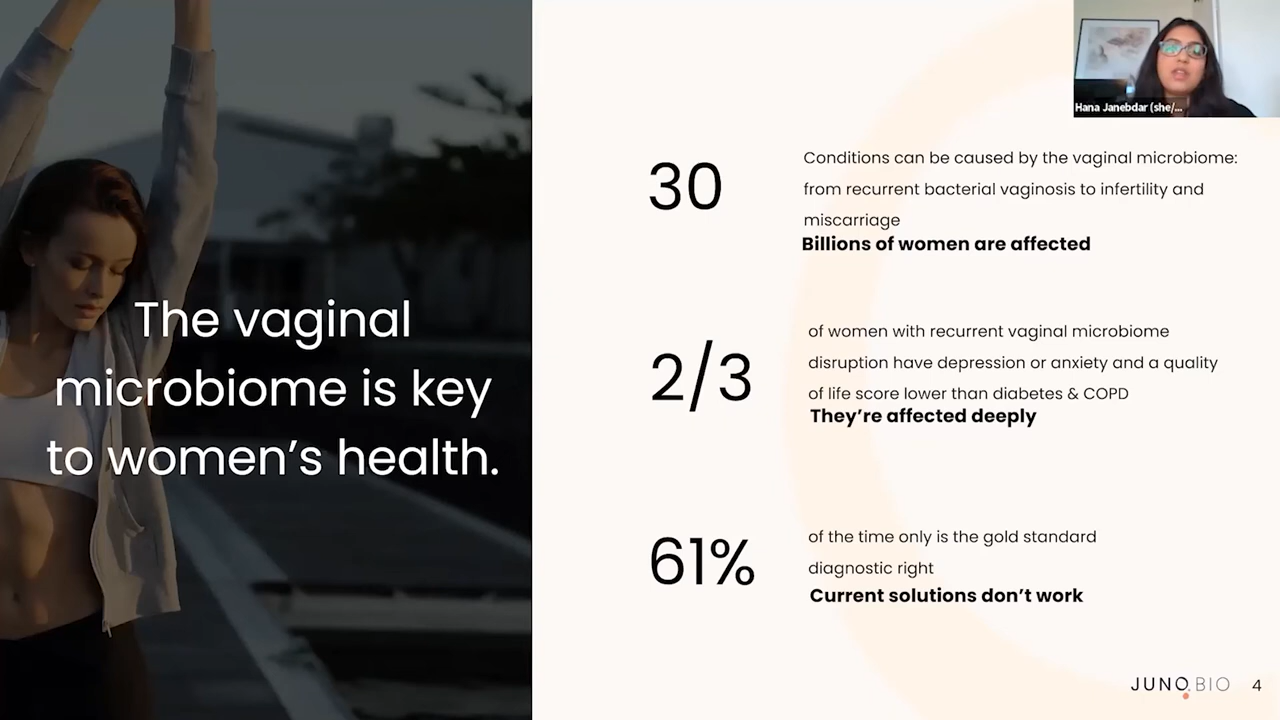 The vaginal
microbiome is key
to women’s health.
Hana Janebdar (she/...
30
Conditions can be caused by the vaginal microbiome:
from recurrent bacterial vaginosis to infertility and
miscarriage
Billions of women are affected
2/3
of women with recurrent vaginal microbiome
disruption have depression or anxiety and a quality
of life score lower than diabetes & COPD
They’re affected deeply
61%
of the time only is the gold standard
diagnostic right
Current solutions don’t work
JUNO BIO 4